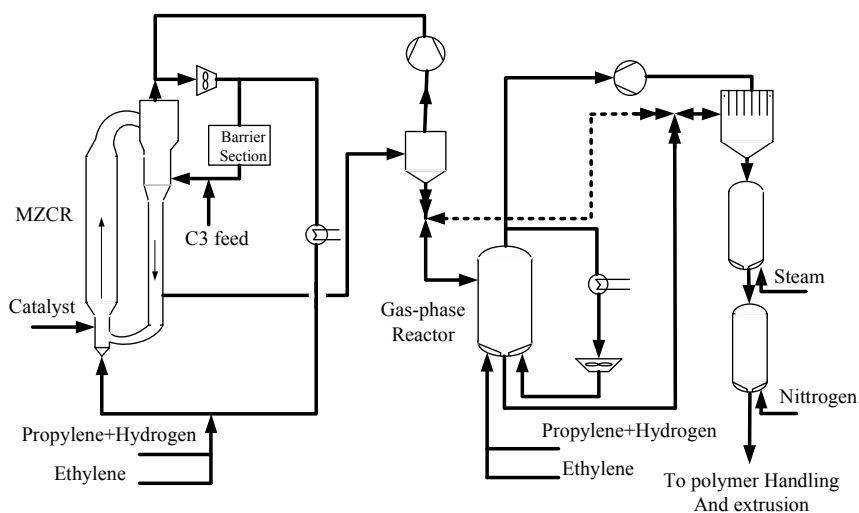 Barrier
Section
MZCR
C3 feed
Catalyst
Gas-phase
Reactor
Steam
Nittrogen
Propylene+Hydrogen
Ethylene
Propylene+Hydrogen
Ethylene
To polymer Handling
And extrusion